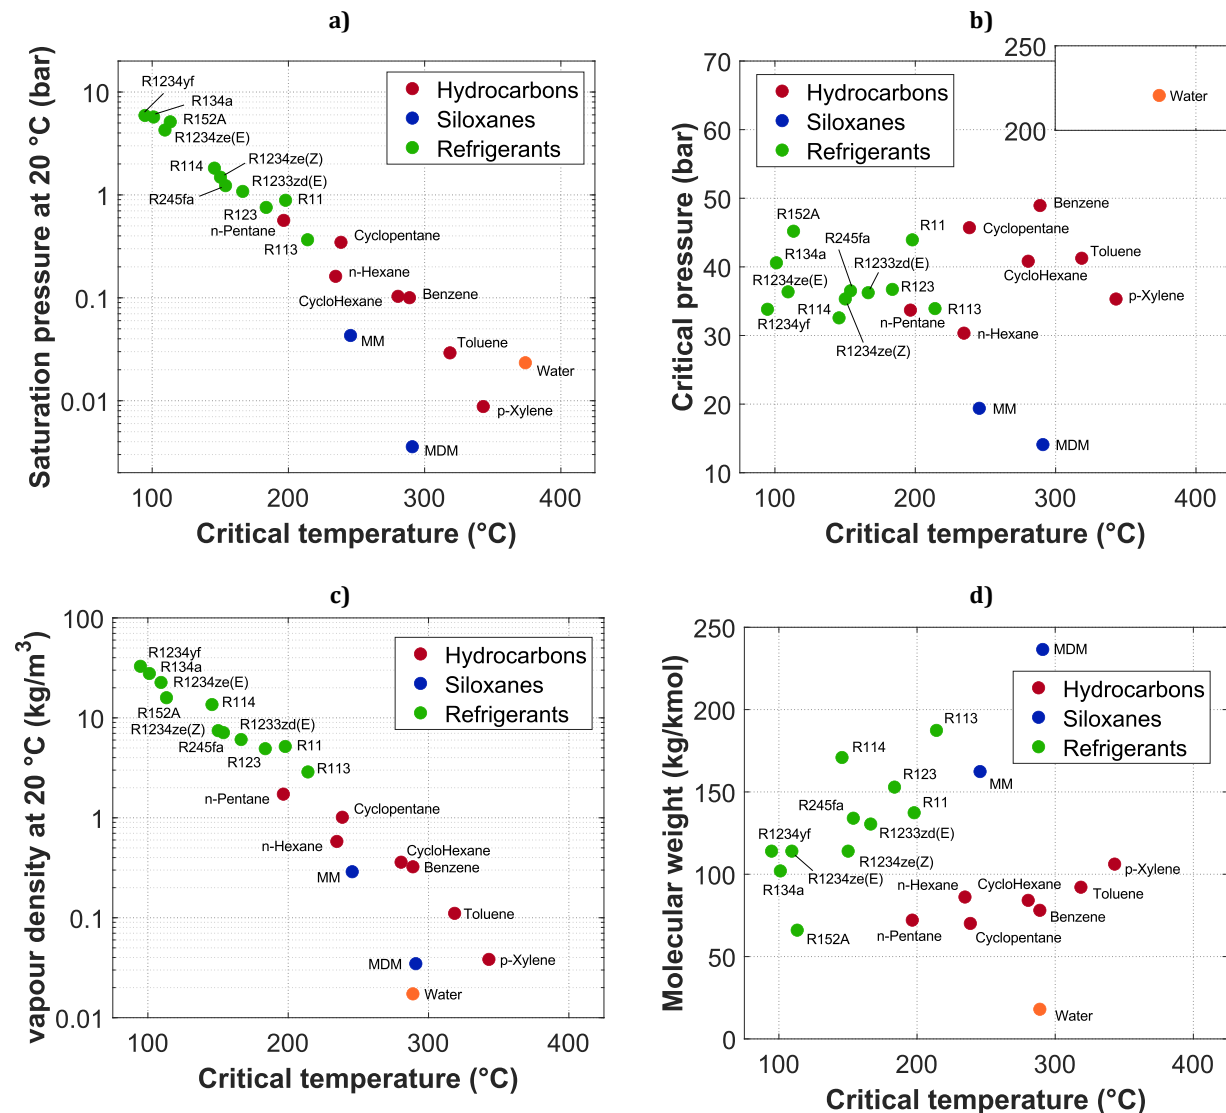 a)
Saturation pressure at 20 °C (bar)
10
1
0.1
0.01
Hydrocarbons
Siloxanes
Refrigerants
R1234yf
R134a
R152A
R1234ze(E)
R114
R1234ze(Z)
R245fa
R1233zd(E)
R123
R11
n-Pentane
R113
Cyclopentane
n-Hexane
CycloHexane
Benzene
MM
Toluene
Water
p-Xylene
MDM
100 200 300 400
Critical temperature (°C)
b)
Critical pressure (bar)
70
60
50
40
30
20
10
250
200
Water
Hydrocarbons
Siloxanes
Refrigerants
R152A
R134a
R1234ze(E)
R1234yf
R114
R245fa
R1233zd(E)
R11
R123
R1234ze(Z)
n-Pentane
R113
n-Hexane
Cyclopentane
Benzene
CycloHexane
Toluene
p-Xylene
MM
MDM
100 200 300 400
Critical temperature (°C)
c)
vapour density at 20 °C (kg/m³)
100
10
1
0.1
0.01
Hydrocarbons
Siloxanes
Refrigerants
R1234yf
R134a
R1234ze(E)
R152A
R114
R1234ze(Z)
R1233zd(E)
R245fa
R123
R11
R113
n-Pentane
Cyclopentane
n-Hexane
CycloHexane
Benzene
MM
Toluene
MDM
p-Xylene
Water
100 200 300 400
Critical temperature (°C)
d)
Molecular weight (kg/kmol)
250
200
150
100
50
0
MDM
Hydrocarbons
Siloxanes
Refrigerants
R113
R114
R123
MM
R245fa
R11
R1233zd(E)
R1234yf
R1234ze(Z)
R1234ze(E)
R134a
R152A
n-Hexane
CycloHexane
p-Xylene
Toluene
Benzene
n-Pentane
Cyclopentane
Water
100 200 300 400
Critical temperature (°C)